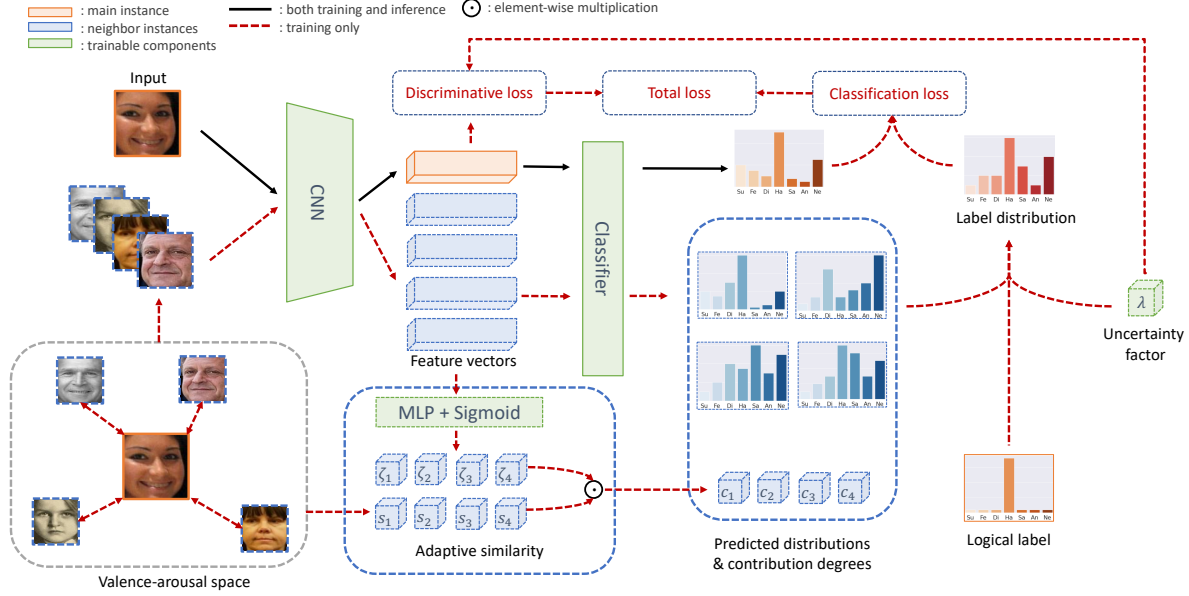 : main instance
: neighbor instances
: trainable components
: both training and inference
: training only
: element-wise multiplication
Input
CNN
Discriminative loss
Total loss
Classification loss
Su Fe Di Ha Sa An Ne
Su Fe Di Ha Sa An Ne
Label distribution
Classifier
Feature vectors
Su Fe Di Ha Sa An Ne
Su Fe Di Ha Sa An Ne
Su Fe Di Ha Sa An Ne
Su Fe Di Ha Sa An Ne
λ
Uncertainty
factor
MLP + Sigmoid
ζ1 ζ2 ζ3 ζ4
s1 s2 s3 s4
Adaptive similarity
c1 c2 c3 c4
Predicted distributions
& contribution degrees
Su Fe Di Ha Sa An Ne
Logical label
Valence-arousal space